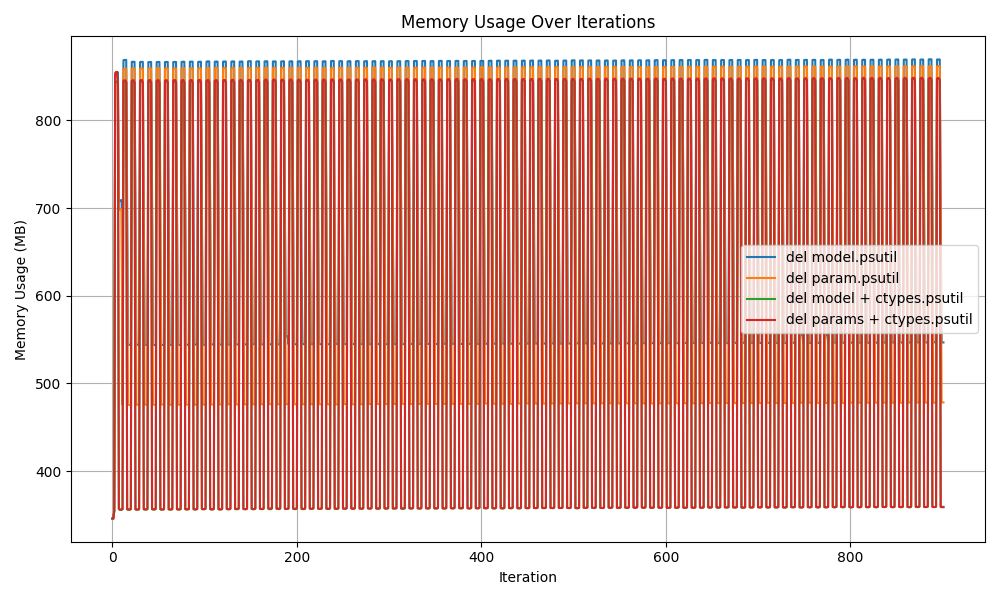 Memory Usage Over Iterations
Memory Usage (MB)
800
700
600
500
400
0
200
400
600
800
Iteration
del model.psutil
del param.psutil
del model + ctypes.psutil
del params + ctypes.psutil